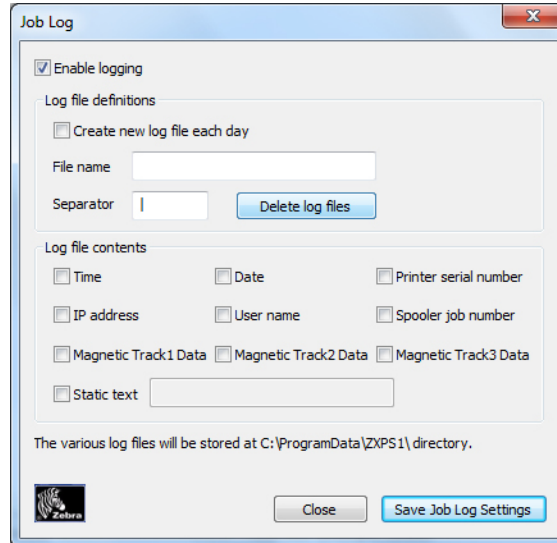 Job Log
Enable logging
Log file definitions
Create new log file each day
File name
Separator | Delete log files
Log file contents
Time Date Printer serial number
IP address User name Spooler job number
Magnetic Track1 Data Magnetic Track2 Data Magnetic Track3 Data
Static text
The various log files will be stored at C:\ProgramData\ZXPS1\ directory.
Zebra Close Save Job Log Settings